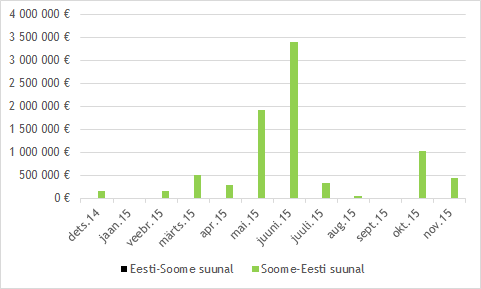 4 000 000 €
3 500 000 €
3 000 000 €
2 500 000 €
2 000 000 €
1 500 000 €
1 000 000 €
500 000 €
0 €
dets.14 jaan.15 veebr.15 märts.15 apr.15 mai.15 juuni.15 juuli.15 aug.15 sept.15 okt.15 nov.15
Eesti-Soome suunal Soome-Eesti suunal